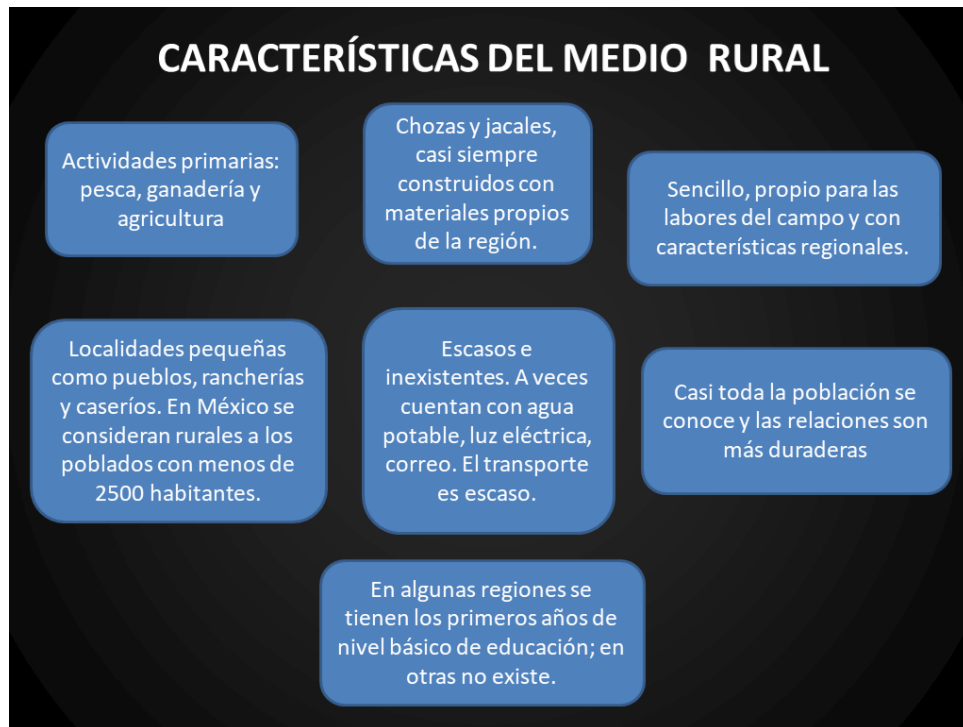 CARACTERÍSTICAS DEL MEDIO RURAL
Actividades primarias:
pesca, ganadería y
agricultura
Chozas y jacales,
casi siempre
construidos con
materiales propios
de la región.
Sencillo, propio para las
labores del campo y con
características regionales.
Localidades pequeñas
como pueblos, rancherías
y caseríos. En México se
consideran rurales a los
poblados con menos de
2500 habitantes.
Escasos e
inexistentes. A veces
cuentan con agua
potable, luz eléctrica,
correo. El transporte
es escaso.
Casi toda la población se
conoce y las relaciones son
más duraderas
En algunas regiones se
tienen los primeros años de
nivel básico de educación; en
otras no existe.